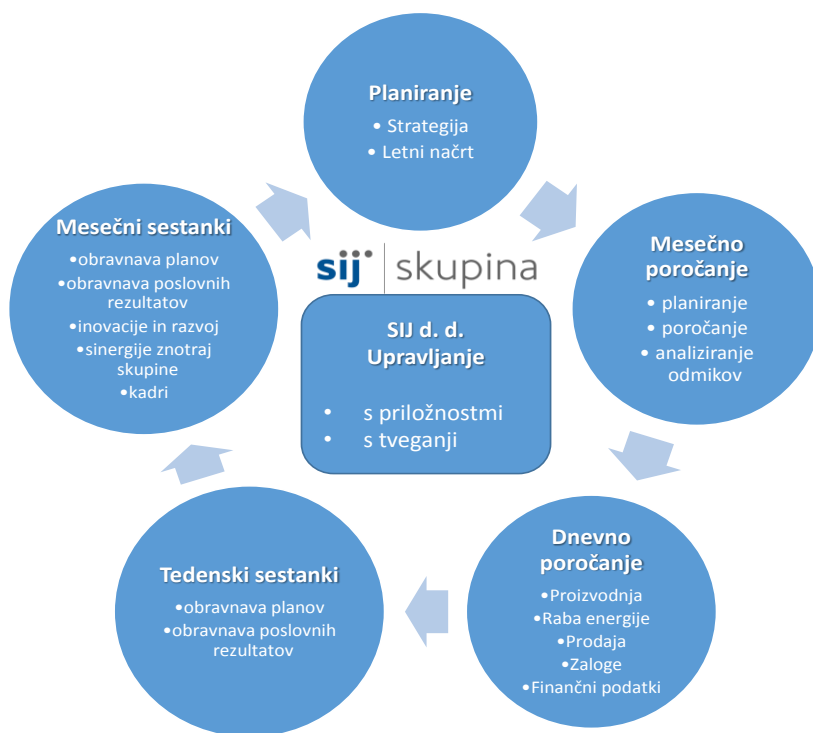 Planiranje
• Strategija
• Letni načrt
Mesečno
poročanje
• planiranje
• poročanje
• analiziranje
odmikov
Dnevno
poročanje
•Proizvodnja
•Raba energije
•Prodaja
•Zaloge
•Finančni podatki
Tedenski sestanki
•obravnava planov
•obravnava poslovnih
rezultatov
Mesečni sestanki
•obravnava planov
•obravnava poslovnih
rezultatov
•inovacije in razvoj
•sinergije znotraj
skupine
•kadri
sij skupina
SIJ d. d.
Upravljanje
• s priložnostmi
• s tveganji